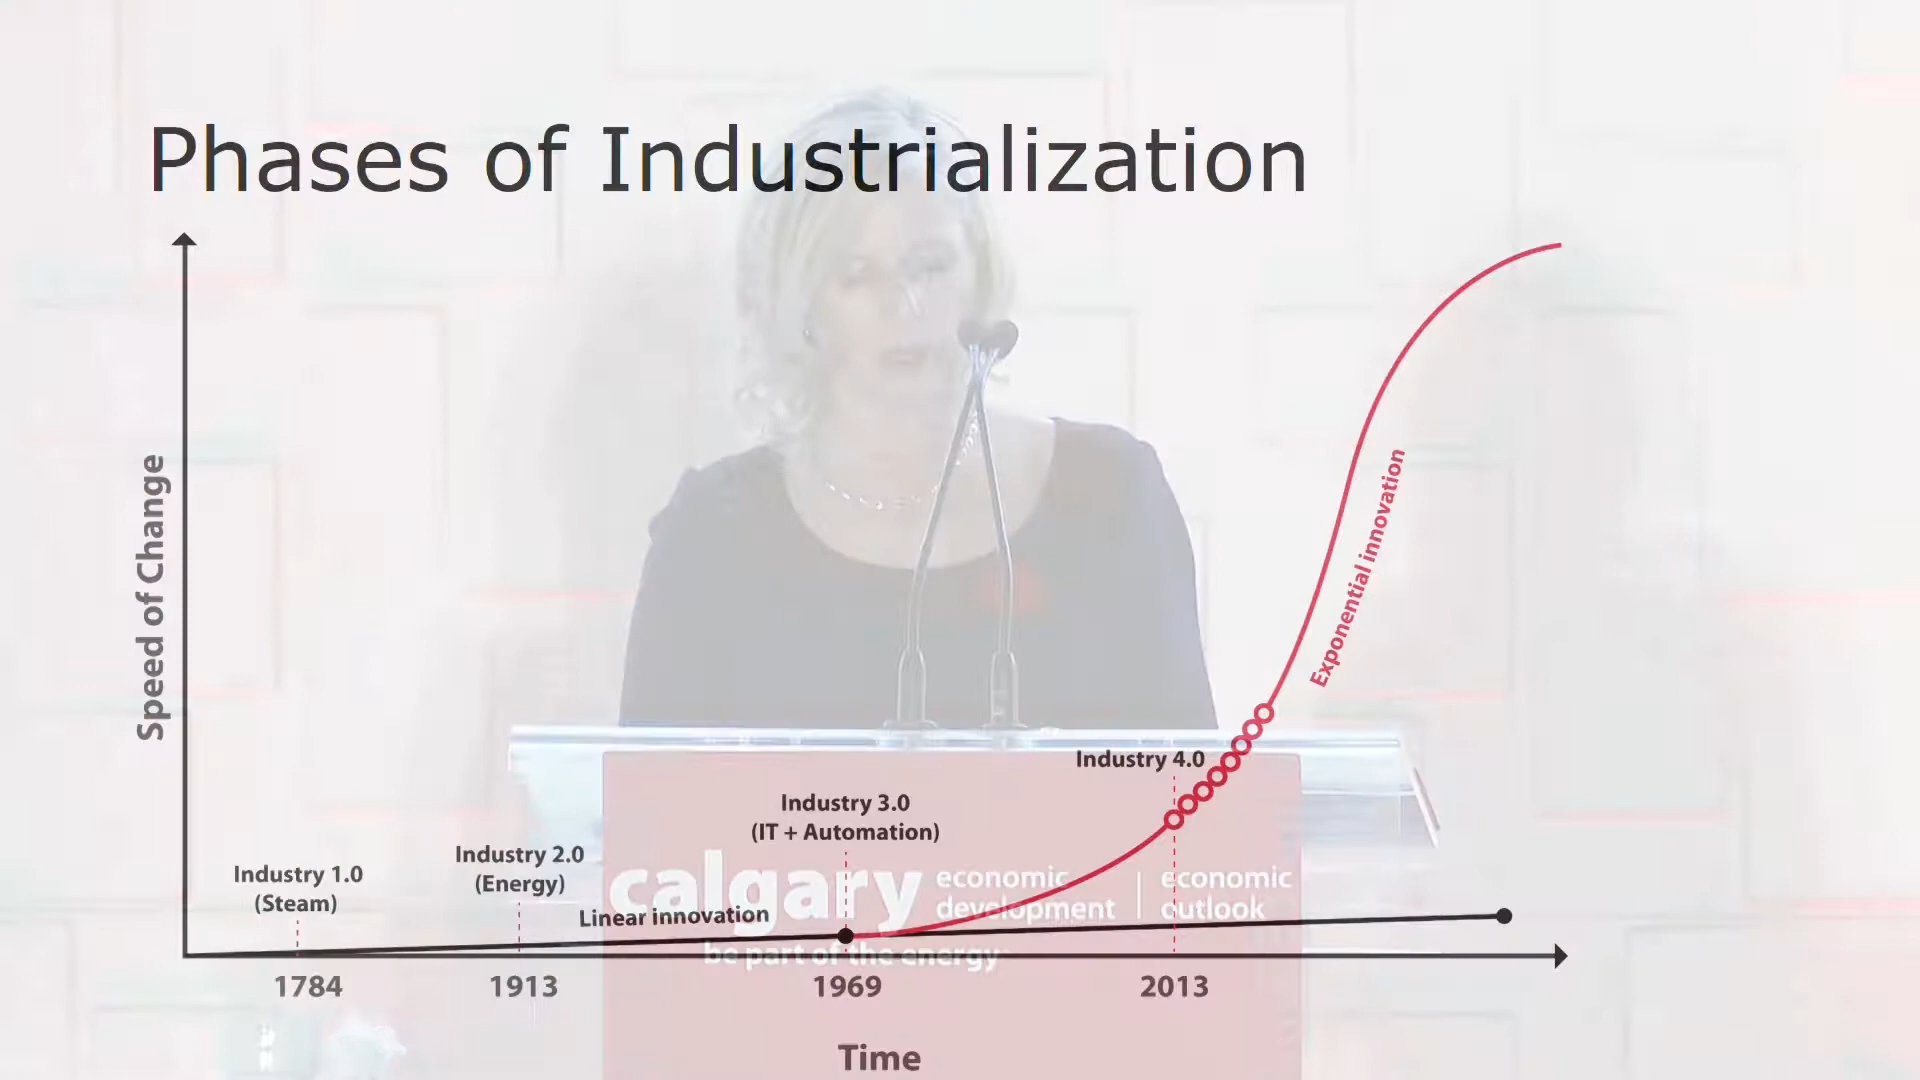 Phases of Industrialization
Speed of Change
Exponential innovation
Industry 4.0
Industry 3.0
(IT + Automation)
Industry 2.0
(Energy)
Industry 1.0
(Steam)
Linear innovation
calgary economic development | economic outlook
be part of the energy
1784
1913
1969
2013
Time